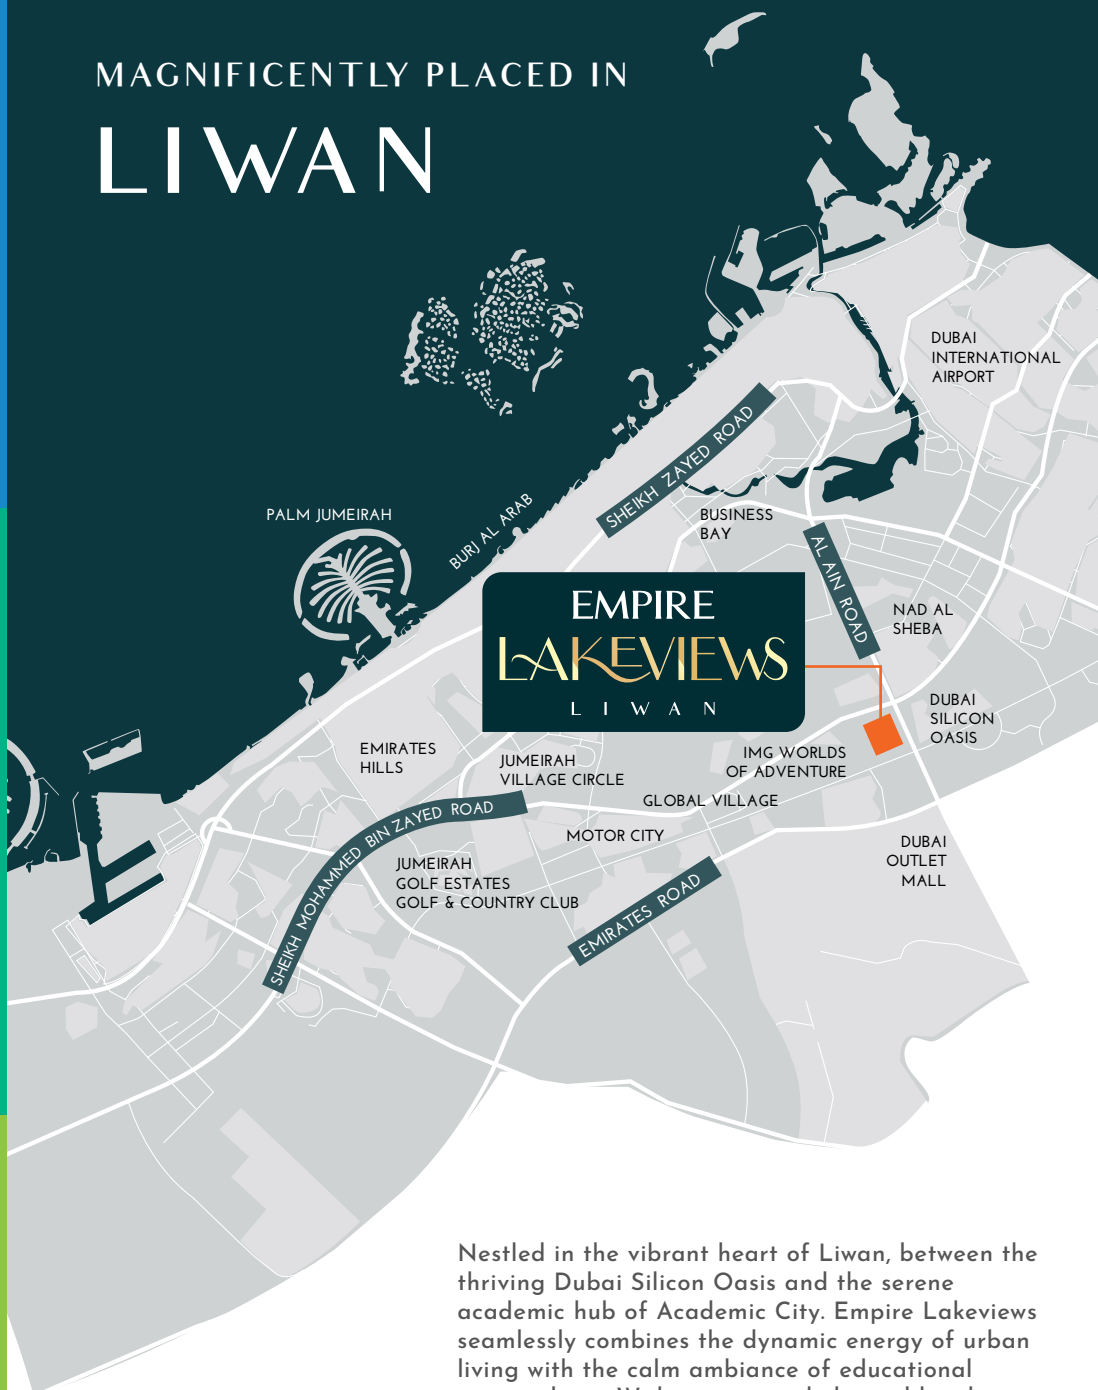 MAGNIFICENTLY PLACED IN
LIWAN
DUBAI
INTERNATIONAL
AIRPORT
SHEIKH ZAYED ROAD
PALM JUMEIRAH
BURJ AL ARAB
BUSINESS
BAY
AL AIN ROAD
EMPIRE
LAKEVIEWS
LIWAN
NAD AL
SHEBA
DUBAI
SILICON
OASIS
EMIRATES
HILLS
JUMEIRAH
VILLAGE CIRCLE
IMG WORLDS
OF ADVENTURE
GLOBAL VILLAGE
SHEIKH MOHAMMED BIN ZAYED ROAD
MOTOR CITY
DUBAI
OUTLET
MALL
JUMEIRAH
GOLF ESTATES
GOLF & COUNTRY CLUB
EMIRATES ROAD
Nestled in the vibrant heart of Liwan, between the
thriving Dubai Silicon Oasis and the serene
academic hub of Academic City. Empire Lakeviews
seamlessly combines the dynamic energy of urban
living with the calm ambiance of educational